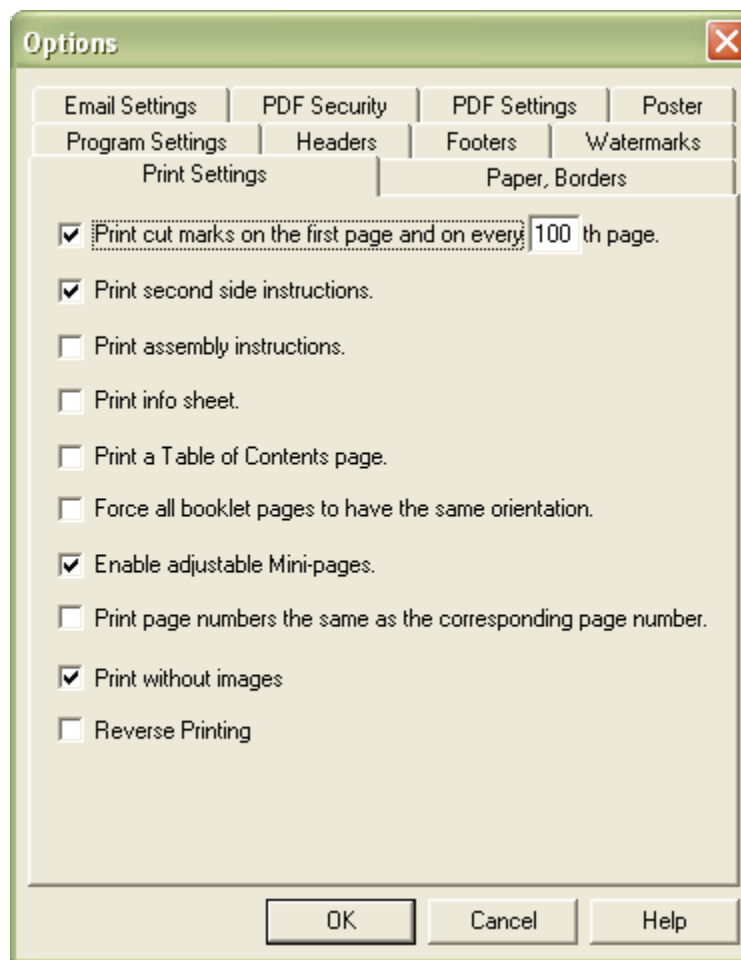 Options
Email Settings PDF Security PDF Settings Poster
Program Settings Headers Footers Watermarks
Print Settings Paper, Borders
Print cut marks on the first page and on every 100 th page.
Print second side instructions.
Print assembly instructions.
Print info sheet.
Print a Table of Contents page.
Force all booklet pages to have the same orientation.
Enable adjustable Mini-pages.
Print page numbers the same as the corresponding page number.
Print without images
Reverse Printing
OK Cancel Help